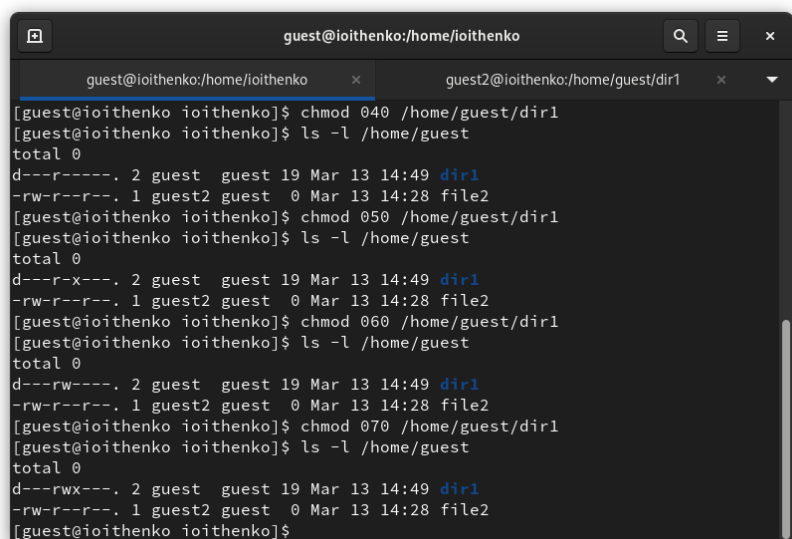 guest@ioithenko:/home/ioithenko
guest@ioithenko:/home/ioithenko × guest2@ioithenko:/home/guest/dir1 ×
[guest@ioithenko ioithenko]$ chmod 040 /home/guest/dir1
[guest@ioithenko ioithenko]$ ls -l /home/guest
total 0
d---r-----. 2 guest  guest 19 Mar 13 14:49 dir1
-rw-r--r--. 1 guest2 guest  0 Mar 13 14:28 file2
[guest@ioithenko ioithenko]$ chmod 050 /home/guest/dir1
[guest@ioithenko ioithenko]$ ls -l /home/guest
total 0
d---r-x---. 2 guest  guest 19 Mar 13 14:49 dir1
-rw-r--r--. 1 guest2 guest  0 Mar 13 14:28 file2
[guest@ioithenko ioithenko]$ chmod 060 /home/guest/dir1
[guest@ioithenko ioithenko]$ ls -l /home/guest
total 0
d---rw----. 2 guest  guest 19 Mar 13 14:49 dir1
-rw-r--r--. 1 guest2 guest  0 Mar 13 14:28 file2
[guest@ioithenko ioithenko]$ chmod 070 /home/guest/dir1
[guest@ioithenko ioithenko]$ ls -l /home/guest
total 0
d---rwx---. 2 guest  guest 19 Mar 13 14:49 dir1
-rw-r--r--. 1 guest2 guest  0 Mar 13 14:28 file2
[guest@ioithenko ioithenko]$